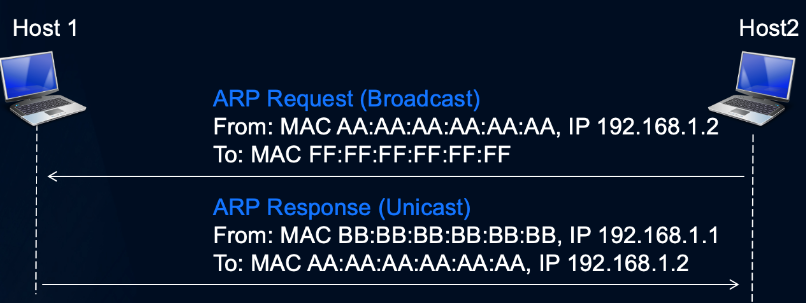 Host 1
Host2
ARP Request (Broadcast)
From: MAC AA:AA:AA:AA:AA:AA, IP 192.168.1.2
To: MAC FF:FF:FF:FF:FF:FF
ARP Response (Unicast)
From: MAC BB:BB:BB:BB:BB:BB, IP 192.168.1.1
To: MAC AA:AA:AA:AA:AA:AA, IP 192.168.1.2